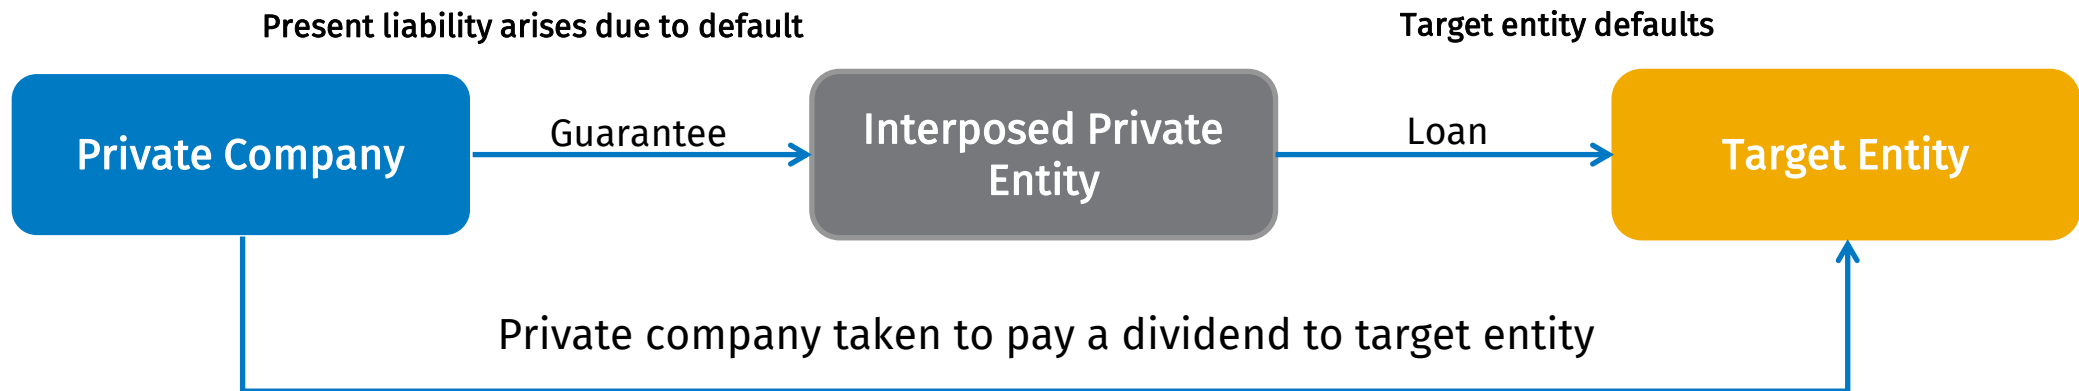 Present liability arises due to default
Target entity defaults
Private Company
Guarantee
Interposed Private
Entity
Loan
Target Entity
Private company taken to pay a dividend to target entity